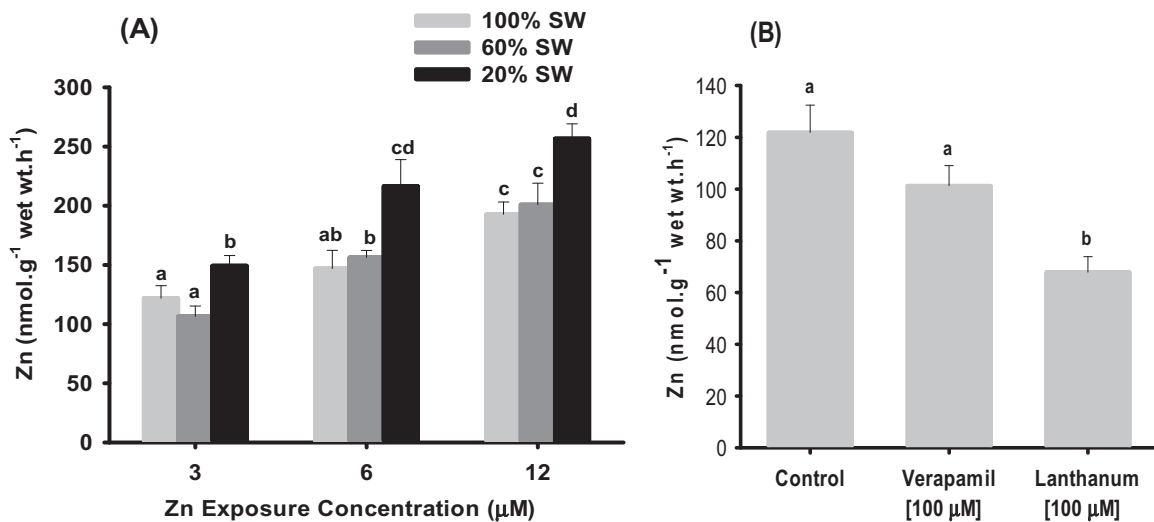 (A)
100% SW
60% SW
20% SW
Zn (nmol.g⁻¹ wet wt.h⁻¹)
300
250
200
150
100
50
0
a
a
b
ab
b
cd
c
c
d
3
6
12
Zn Exposure Concentration (μM)
(B)
Zn (nmol.g⁻¹ wet wt.h⁻¹)
140
120
100
80
60
40
20
0
a
a
b
Control
Verapamil
[100 μM]
Lanthanum
[100 μM]